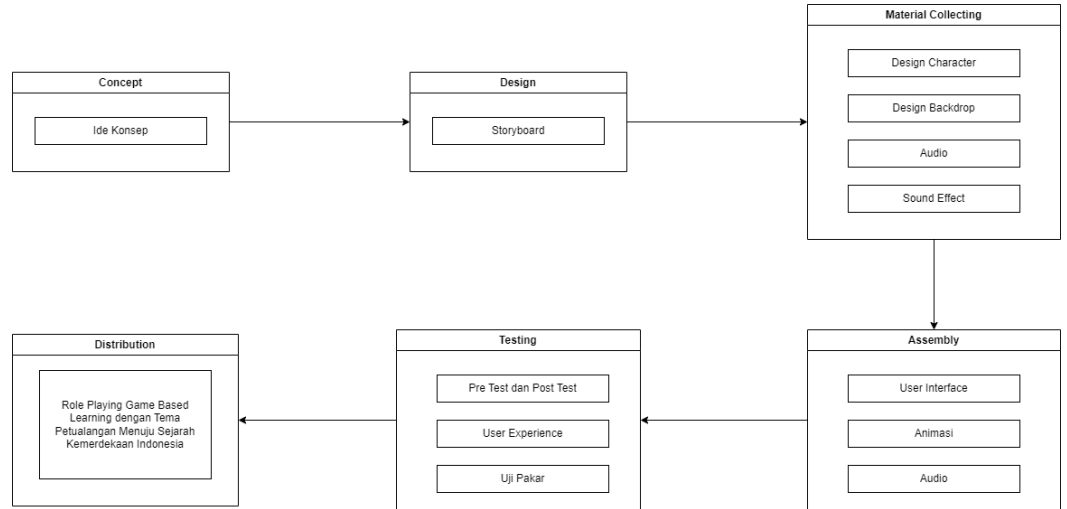 Concept
Ide Konsep
Design
Storyboard
Material Collecting
Design Character
Design Backdrop
Audio
Sound Effect
Assembly
User Interface
Animasi
Audio
Testing
Pre Test dan Post Test
User Experience
Uji Pakar
Distribution
Role Playing Game Based
Learning dengan Tema
Petualangan Menuju Sejarah
Kemerdekaan Indonesia